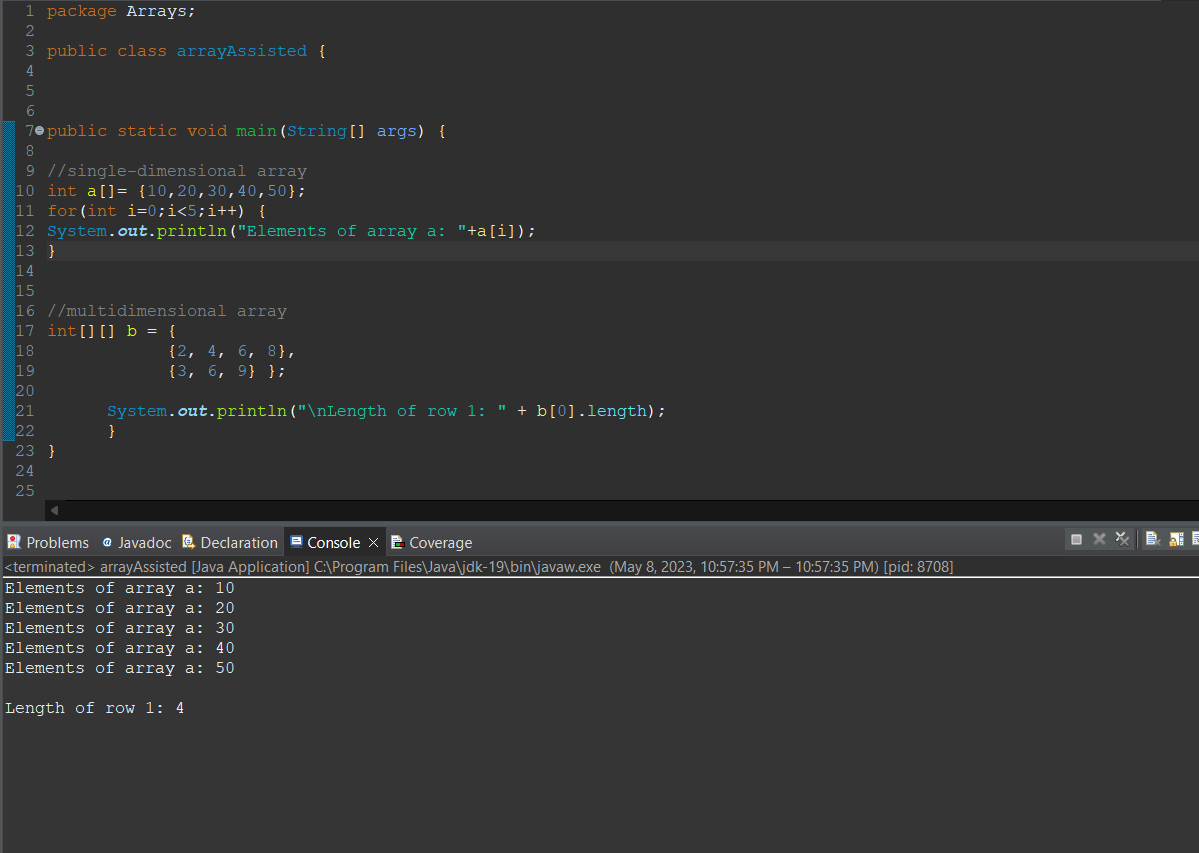 1 package Arrays;
2
3 public class arrayAssisted {
4
5
6
7 public static void main(String[] args) {
8
9 //single-dimensional array
10 int a[]= {10,20,30,40,50};
11 for(int i=0;i<5;i++) {
12 System.out.println("Elements of array a: "+a[i]);
13 }
14
15
16 //multidimensional array
17 int[][] b = {
18             {2, 4, 6, 8},
19             {3, 6, 9} };
20
21       System.out.println("\nLength of row 1: " + b[0].length);
22       }
23 }
24
25
Problems @ Javadoc Declaration Console Coverage
<terminated> arrayAssisted [Java Application] C:\Program Files\Java\jdk-19\bin\javaw.exe (May 8, 2023, 10:57:35 PM – 10:57:35 PM) [pid: 8708]
Elements of array a: 10
Elements of array a: 20
Elements of array a: 30
Elements of array a: 40
Elements of array a: 50
Length of row 1: 4